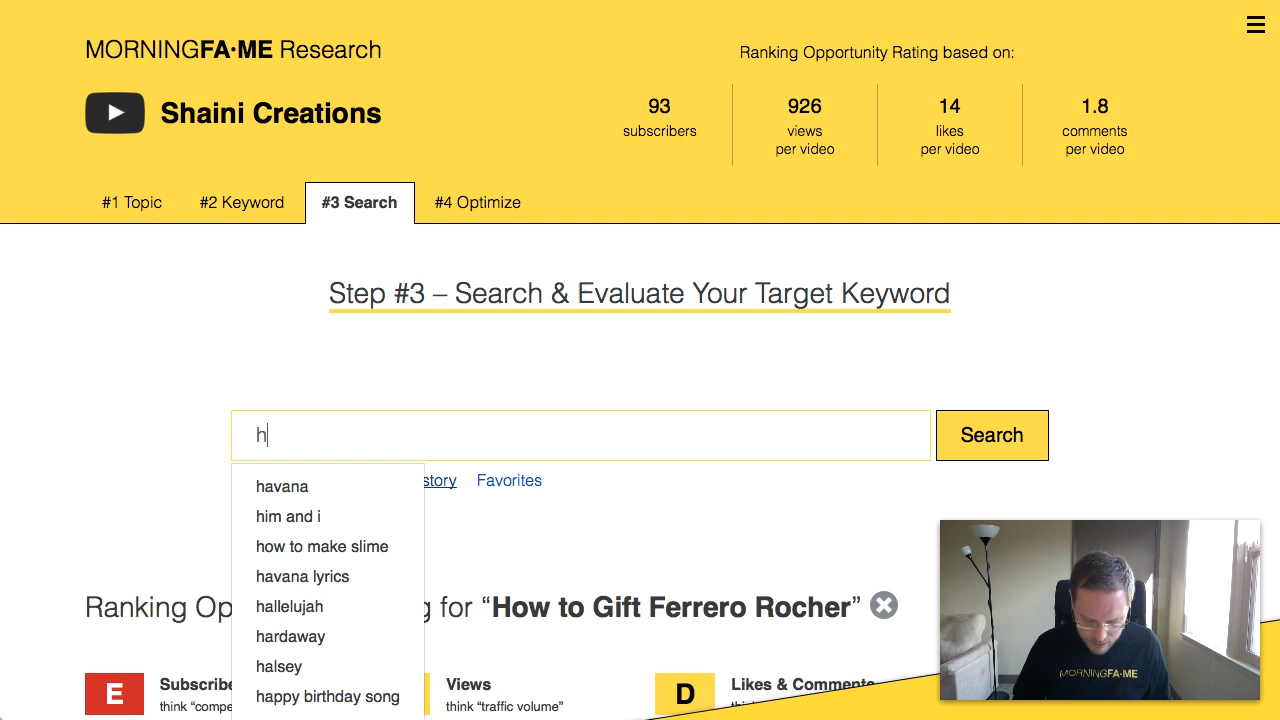 MORNINGFA•ME Research
Ranking Opportunity Rating based on:
Shaini Creations
93
subscribers
926
views
per video
14
likes
per video
1.8
comments
per video
#1 Topic
#2 Keyword
#3 Search
#4 Optimize
Step #3 – Search & Evaluate Your Target Keyword
h
Search
story
Favorites
havana
him and i
how to make slime
havana lyrics
hallelujah
hardaway
halsey
happy birthday song
Ranking Op g for “How to Gift Ferrero Rocher”
E
Subscribe
think “compe
Views
think “traffic volume”
D
Likes & Comments
MORNINGFA•ME